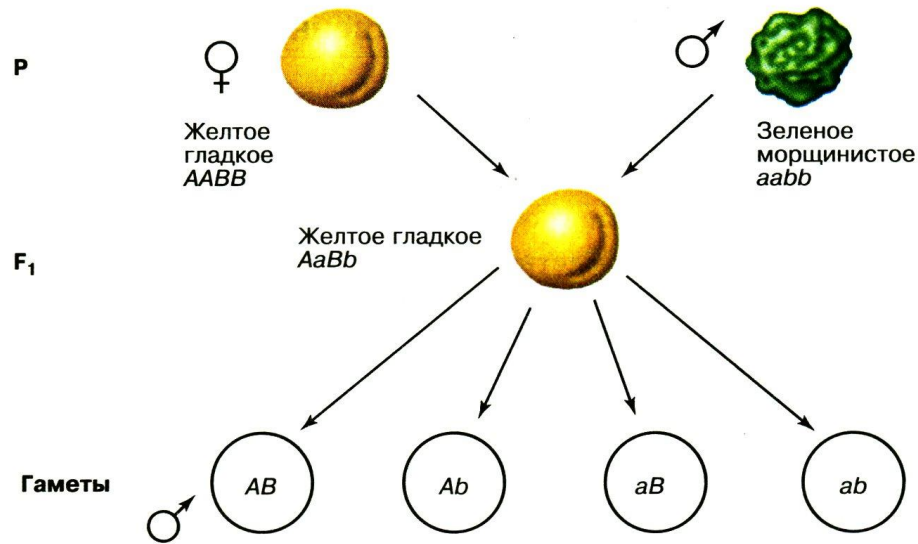 P
♀
♂
Желтое
гладкое
AABB
Зеленое
морщинистое
aabb
F₁
Желтое гладкое
AaBb
Гаметы
♂
AB
Ab
aB
ab